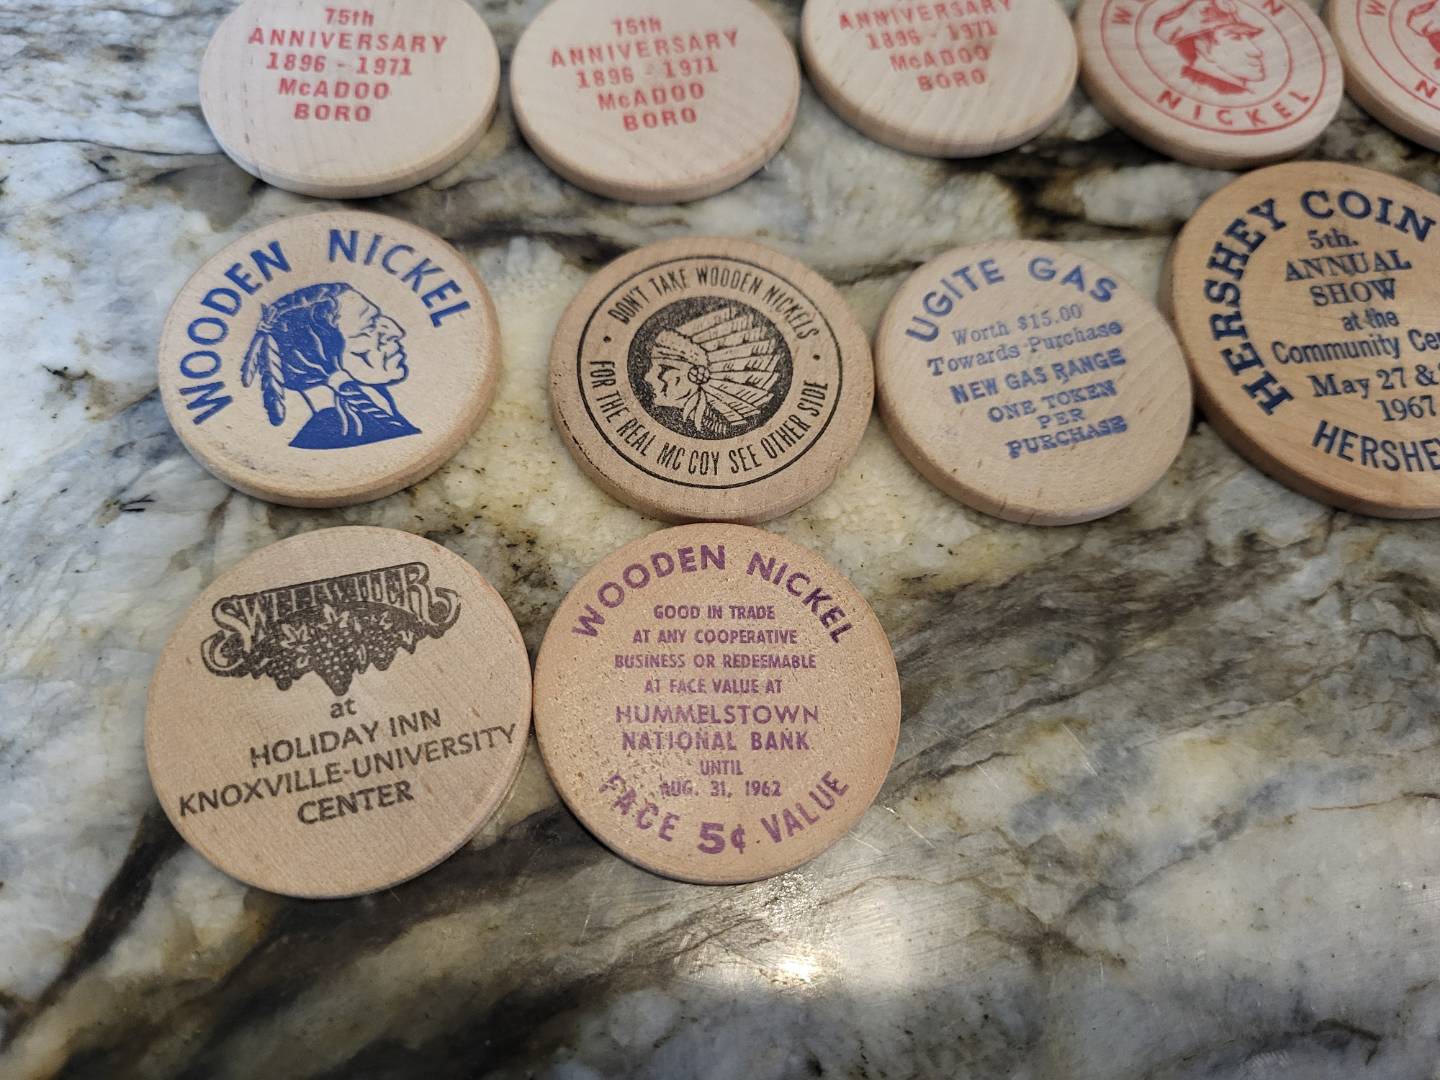 75th
ANNIVERSARY
1896 - 1971
McADOO
BORO
75th
ANNIVERSARY
1896 - 1971
McADOO
BORO
ANNIVERSARY
1896 - 1971
McADOO
BORO
NICKEL
WOODEN NICKEL
• DON'T TAKE WOODEN NICKELS •
FOR THE REAL MC COY SEE OTHER SIDE
UGITE GAS
Worth $15.00
Towards Purchase
NEW GAS RANGE
ONE TOKEN
PER
PURCHASE
HERSHEY COIN
5th.
ANNUAL
SHOW
at the
Community
May 27 &
1967
SWEETWATER
at
HOLIDAY INN
KNOXVILLE-UNIVERSITY
CENTER
WOODEN NICKEL
GOOD IN TRADE
AT ANY COOPERATIVE
BUSINESS OR REDEEMABLE
AT FACE VALUE AT
HUMMELSTOWN
NATIONAL BANK
UNTIL
AUG. 31, 1962
FACE 5¢ VALUE